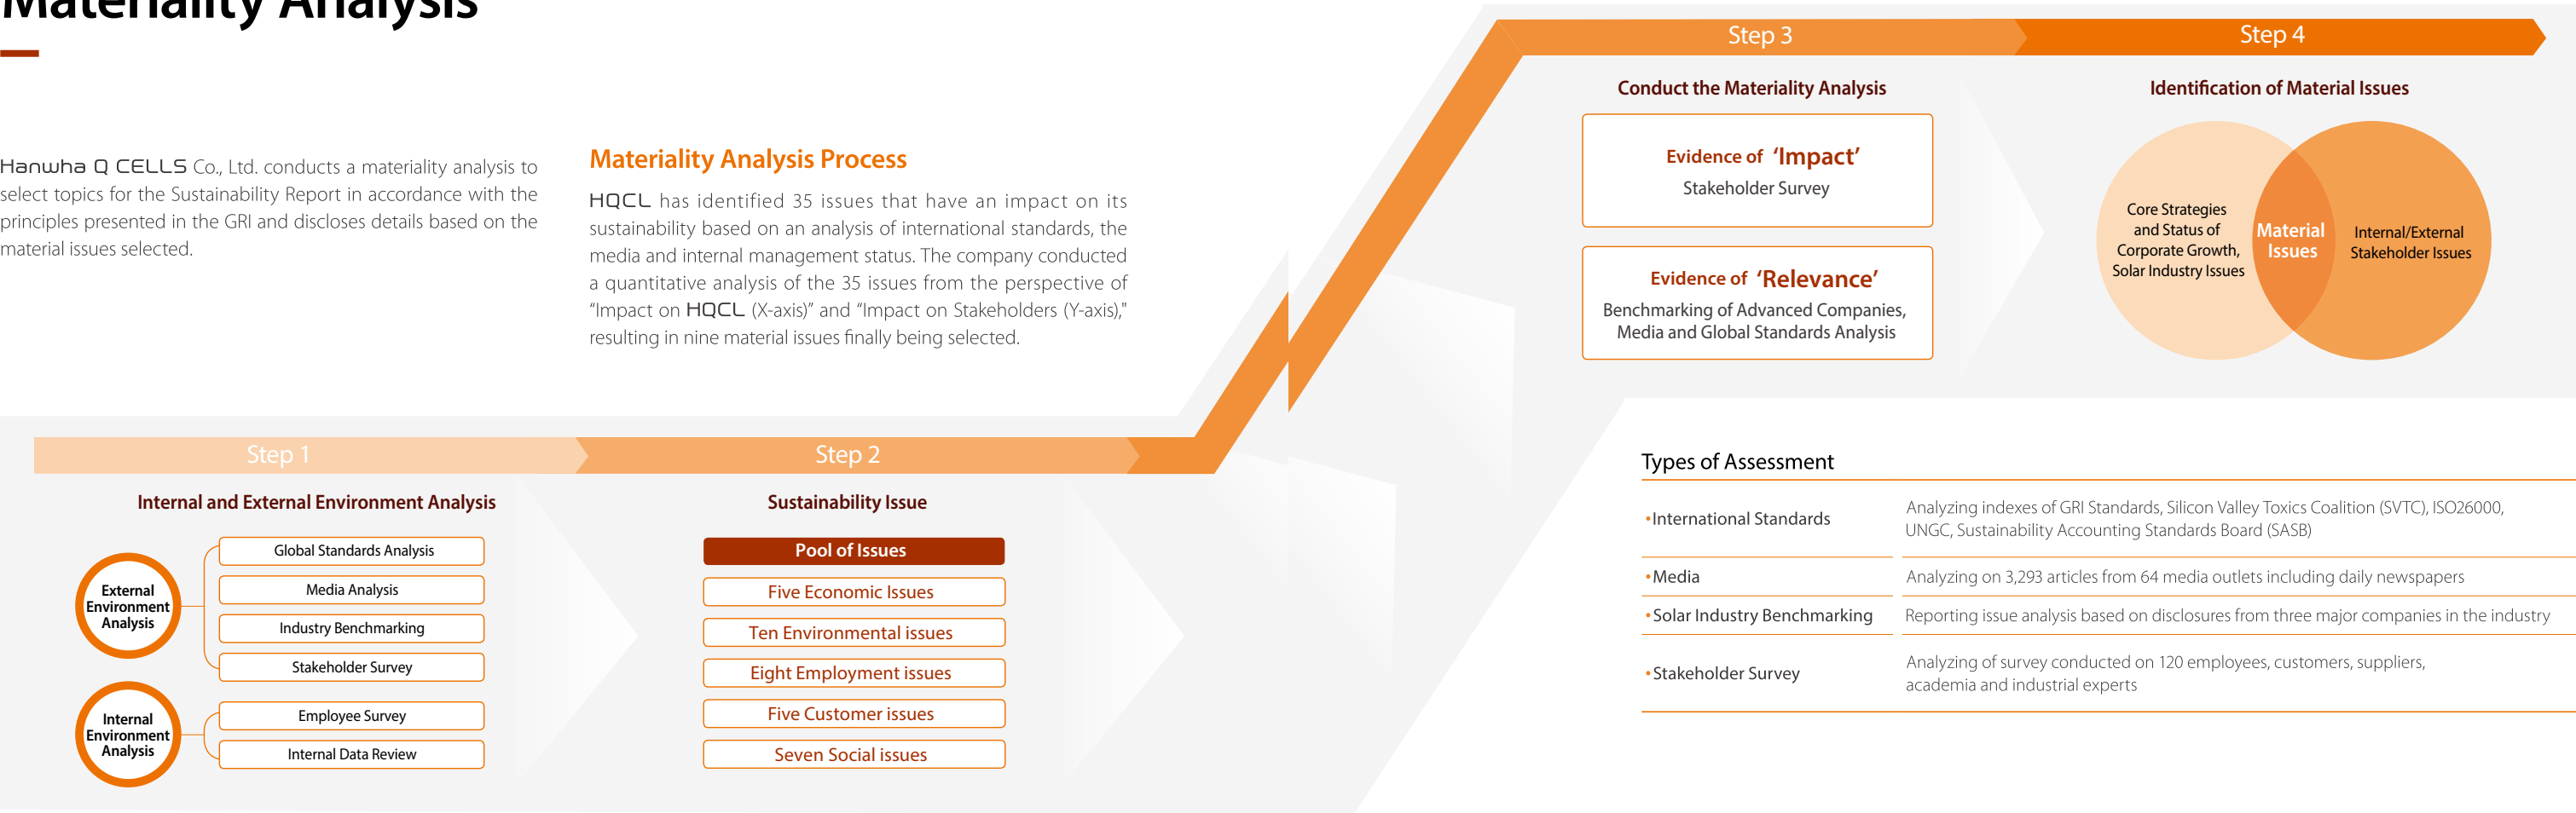 Materiality Analysis
Hanwha Q CELLS Co., Ltd. conducts a materiality analysis to
select topics for the Sustainability Report in accordance with the
principles presented in the GRI and discloses details based on the
material issues selected.
Materiality Analysis Process
HQCL has identified 35 issues that have an impact on its
sustainability based on an analysis of international standards, the
media and internal management status. The company conducted
a quantitative analysis of the 35 issues from the perspective of
“Impact on HQCL (X-axis)” and “Impact on Stakeholders (Y-axis),"
resulting in nine material issues finally being selected.
Step 1
Internal and External Environment Analysis
External
Environment
Analysis
Global Standards Analysis
Media Analysis
Industry Benchmarking
Stakeholder Survey
Internal
Environment
Analysis
Employee Survey
Internal Data Review
Step 2
Sustainability Issue
Pool of Issues
Five Economic Issues
Ten Environmental issues
Eight Employment issues
Five Customer issues
Seven Social issues
Step 3
Conduct the Materiality Analysis
Evidence of ‘Impact’
Stakeholder Survey
Evidence of ‘Relevance’
Benchmarking of Advanced Companies,
Media and Global Standards Analysis
Step 4
Identification of Material Issues
Core Strategies
and Status of
Corporate Growth,
Solar Industry Issues
Material
Issues
Internal/External
Stakeholder Issues
Types of Assessment
•International Standards
Analyzing indexes of GRI Standards, Silicon Valley Toxics Coalition (SVTC), ISO26000,
UNGC, Sustainability Accounting Standards Board (SASB)
•Media
Analyzing on 3,293 articles from 64 media outlets including daily newspapers
•Solar Industry Benchmarking
Reporting issue analysis based on disclosures from three major companies in the industry
•Stakeholder Survey
Analyzing of survey conducted on 120 employees, customers, suppliers,
academia and industrial experts